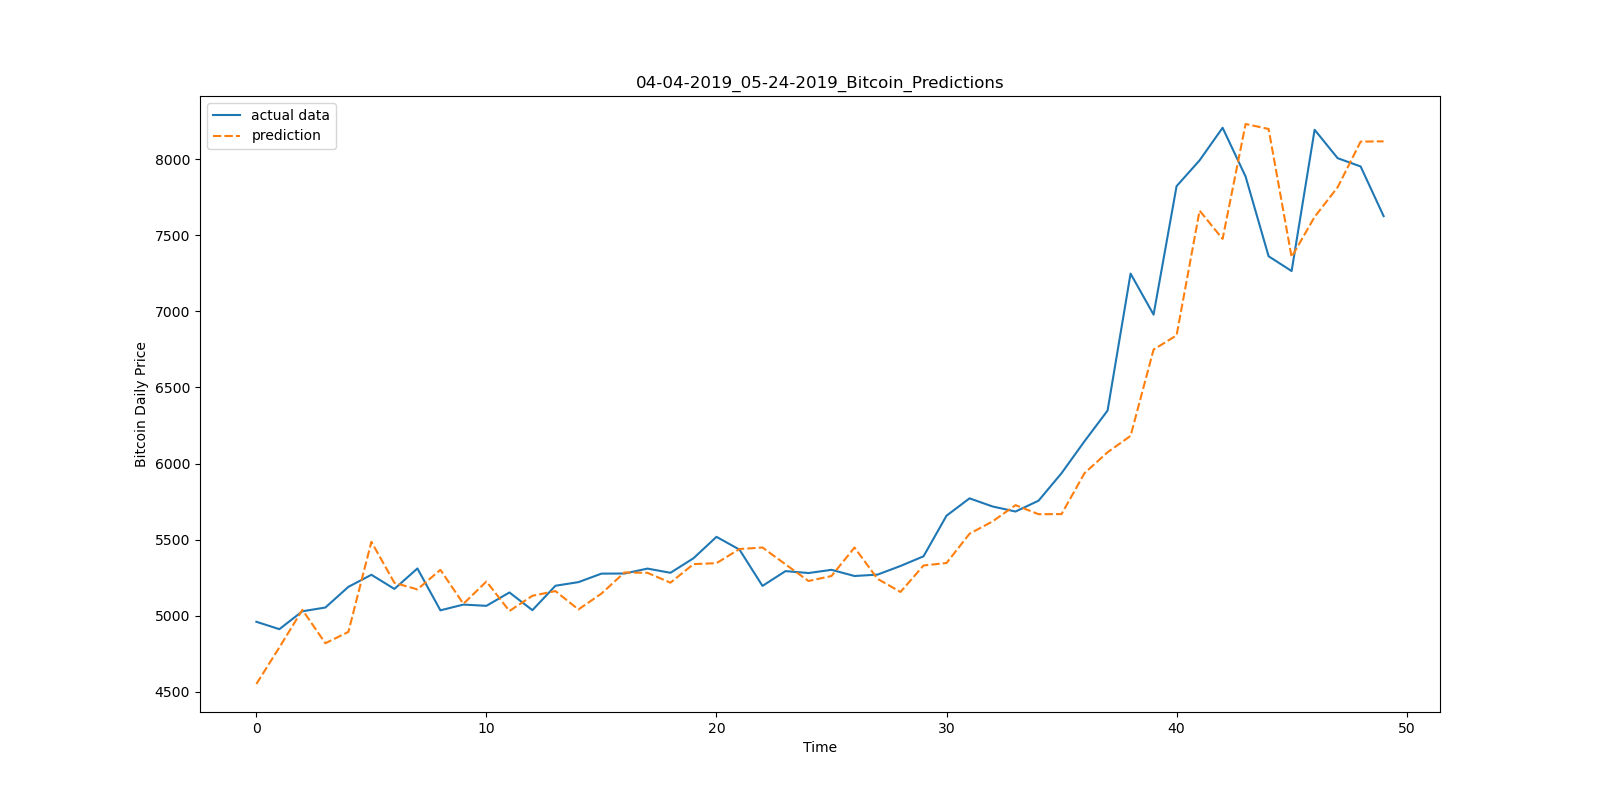 04-04-2019_05-24-2019_Bitcoin_Predictions
actual data
prediction
8000
7500
7000
6500
6000
5500
5000
4500
Bitcoin Daily Price
0 10 20 30 40 50
Time